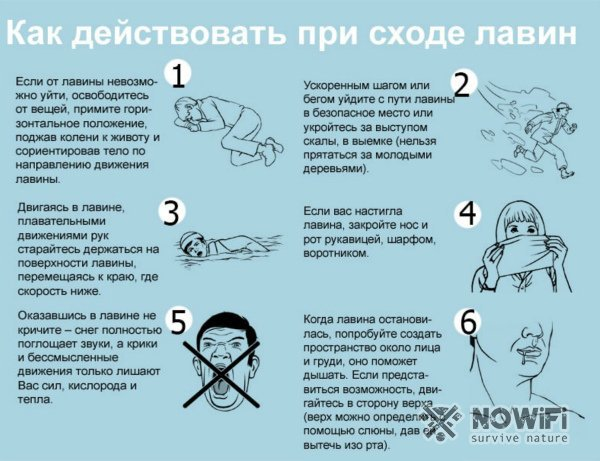 Как действовать при сходе лавин
1
Если от лавины невозмо-
жно уйти, освободитесь
от вещей, примите гори-
зонтальное положение,
поджав колени к животу и
сориентировав тело по
направлению движения
лавины.
2
Ускоренным шагом или
бегом уйдите с пути лавины
в безопасное место или
укройтесь за выступом
скалы, в выемке (нельзя
прятаться за молодыми
деревьями).
3
Двигаясь в лавине,
плавательными
движениями рук
старайтесь держаться на
поверхности лавины,
перемещаясь к краю, где
скорость ниже.
4
Если вас настигла
лавина, закройте нос и
рот рукавицей, шарфом,
воротником.
5
Оказавшись в лавине не
кричите – снег полностью
поглощает звуки, а крики
и бессмысленные
движения только лишают
Вас сил, кислорода и
тепла.
6
Когда лавина останови-
лась, попробуйте создать
пространство около лица
и груди, оно поможет
дышать. Если предста-
виться возможность, дви-
гайтесь в сторону верха
(верх можно определить
помощью слюны, дав ей
вытечь изо рта).
NOWiFi
survive nature